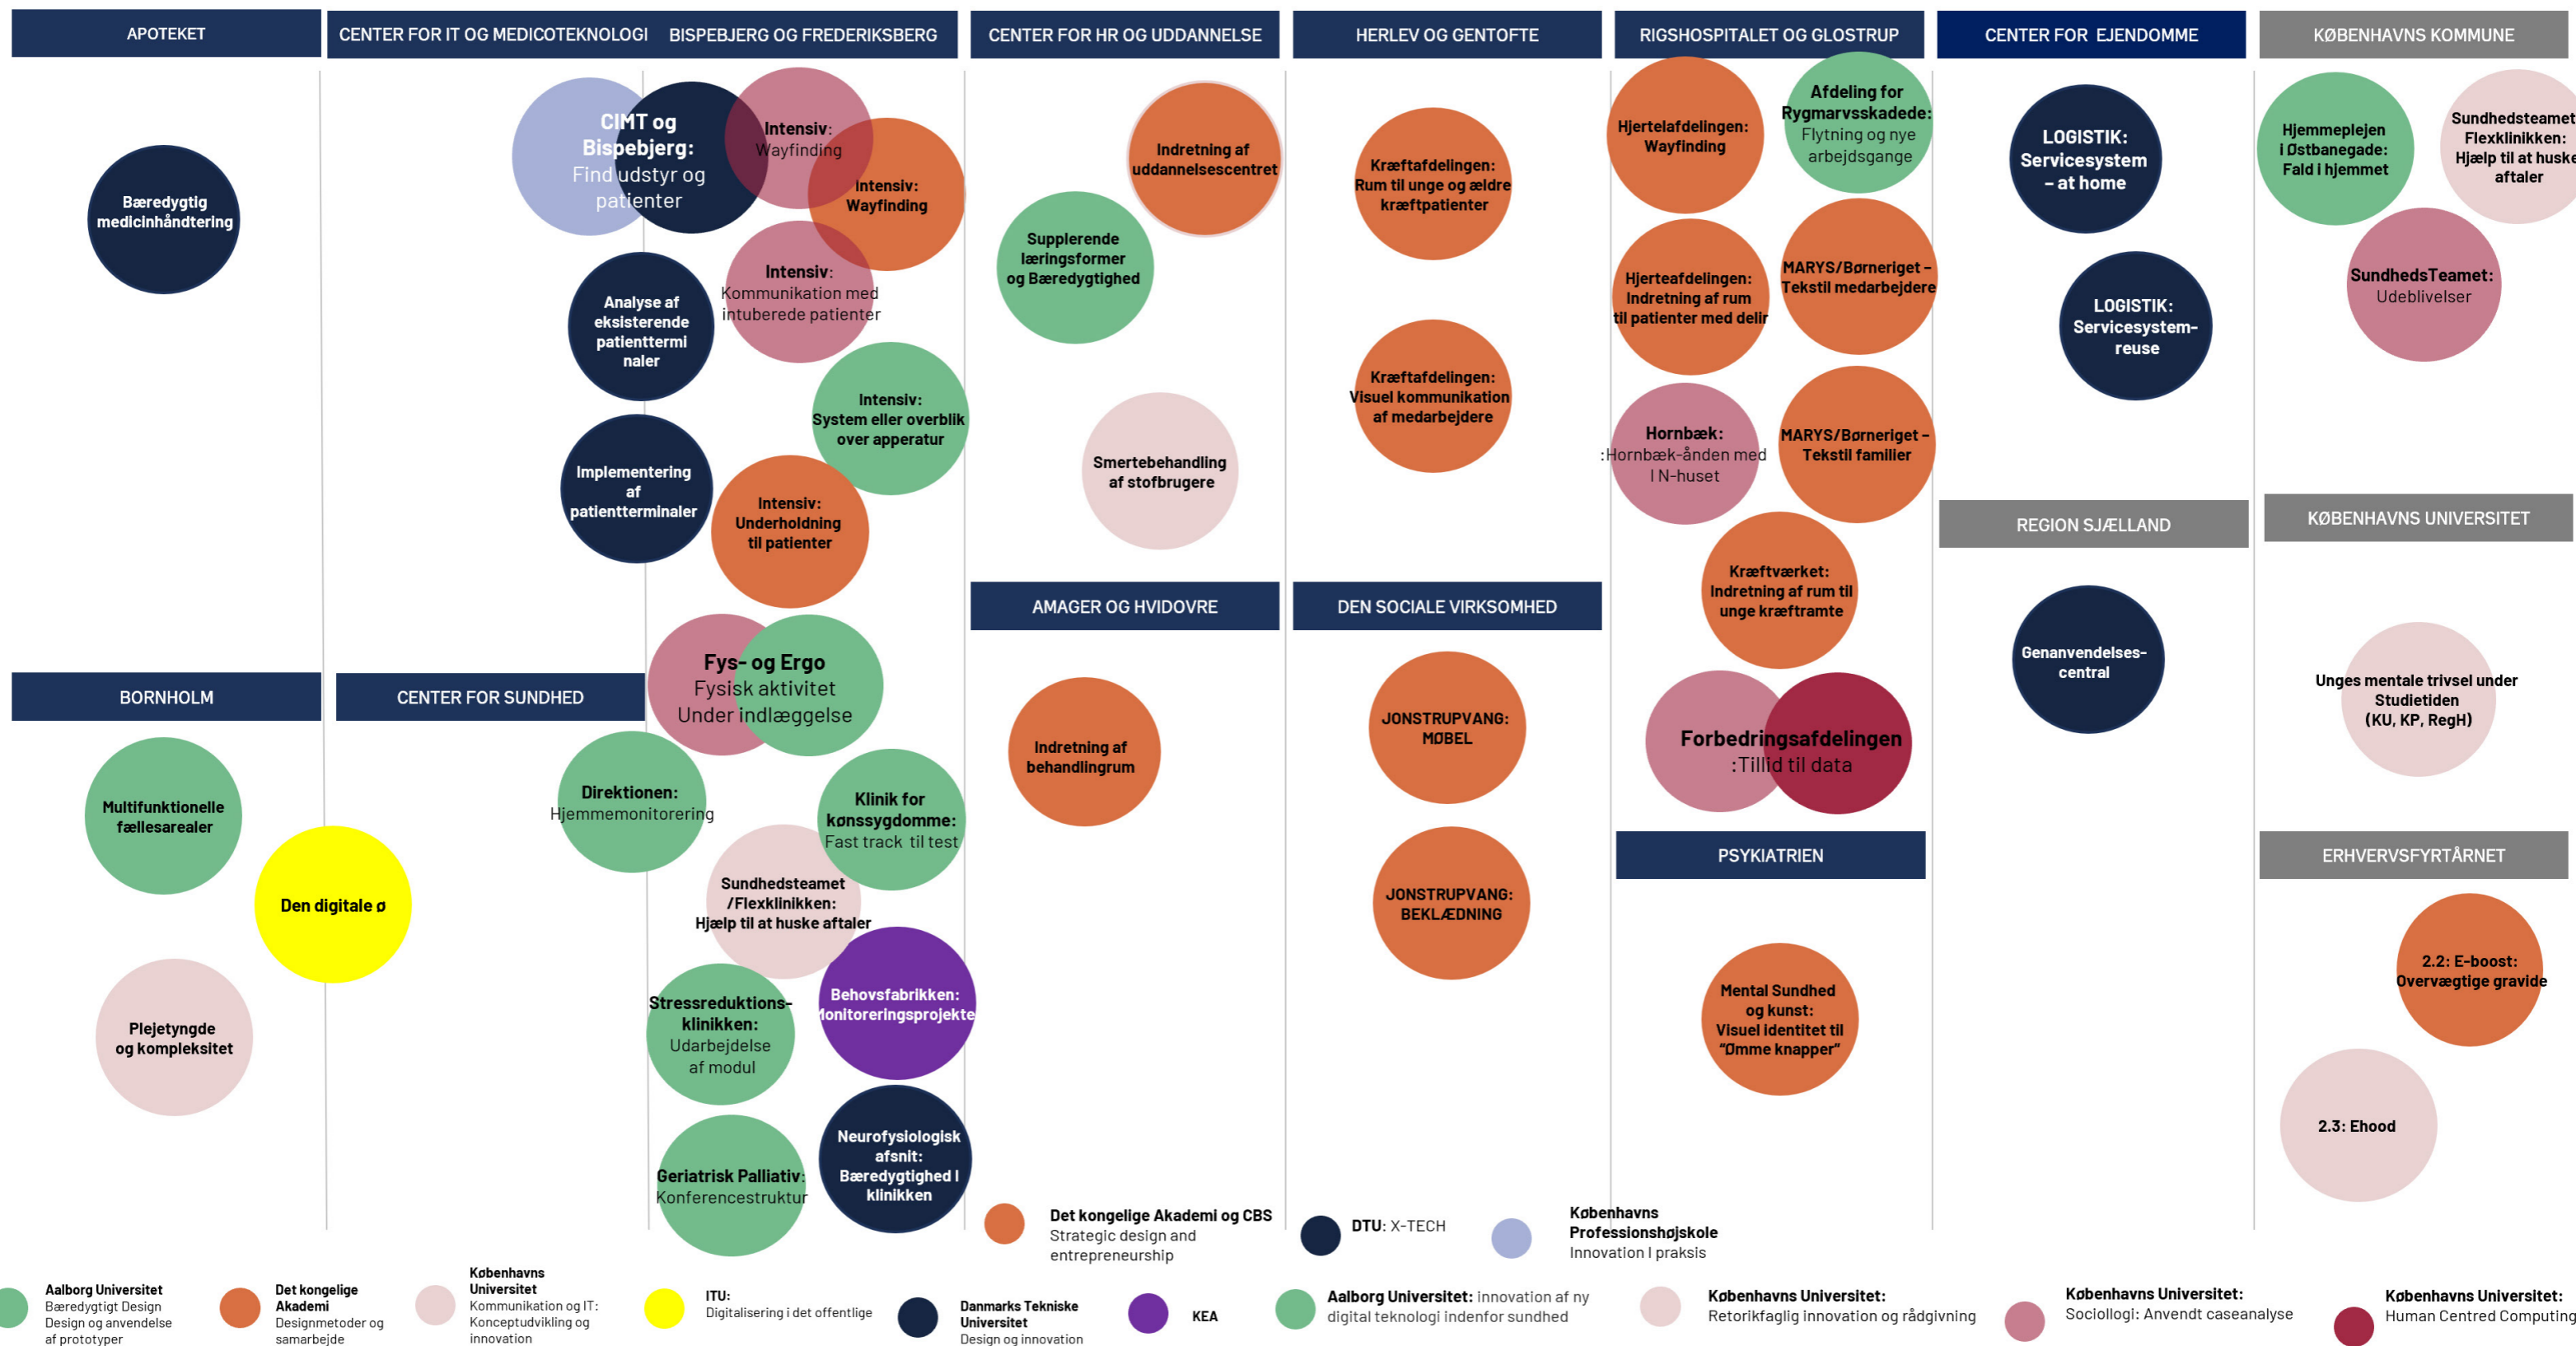 APOTEKET
CENTER FOR IT OG MEDICOTEKNOLOGI
BISPEBJERG OG FREDERIKSBERG
CENTER FOR HR OG UDDANNELSE
HERLEV OG GENTOFTE
RIGSHOSPITALET OG GLOSTRUP
CENTER FOR EJENDOMME
KØBENHAVNS KOMMUNE
Bæredygtig
medicinhåndtering
CIMT og
Bispebjerg:
Find udstyr og
patienter
Intensiv:
Wayfinding
Intensiv:
Wayfinding
Analyse af
eksisterende
patienttermi
naler
Intensiv:
Kommunikation med
intuberede patienter
Intensiv:
System eller overblik
over apperatur
Implementering
af
patientterminaler
Intensiv:
Underholdning
til patienter
Indretning af
uddannelsescentret
Supplerende
læringsformer
og Bæredygtighed
Smertebehandling
af stofbrugere
Kræftafdelingen:
Rum til unge og ældre
kræftpatienter
Kræftafdelingen:
Visuel kommunikation
af medarbejdere
Hjertelafdelingen:
Wayfinding
Afdeling for
Rygmarvsskadede:
Flytning og nye
arbejdsgange
Hjerteafdelingen:
Indretning af rum
til patienter med delir
MARYS/Børneriget –
Tekstil medarbejdere
Hornbæk:
:Hornbæk-ånden med
I N-huset
MARYS/Børneriget –
Tekstil familier
Kræftværket:
Indretning af rum til
unge kræftramte
Forbedringsafdelingen
:Tillid til data
LOGISTIK:
Servicesystem
– at home
LOGISTIK:
Servicesystem-
reuse
Hjemmeplejen
i Østbanegade:
Fald i hjemmet
Sundhedsteamet
Flexklinikken:
Hjælp til at huske
aftaler
SundhedsTeamet:
Udeblivelser
REGION SJÆLLAND
Genanvendelses-
central
KØBENHAVNS UNIVERSITET
Unges mentale trivsel under
Studietiden
(KU, KP, RegH)
AMAGER OG HVIDOVRE
Indretning af
behandlingrum
DEN SOCIALE VIRKSOMHED
JONSTRUPVANG:
MØBEL
JONSTRUPVANG:
BEKLÆDNING
BORNHOLM
Multifunktionelle
fællesarealer
Den digitale ø
Plejetyngde
og kompleksitet
CENTER FOR SUNDHED
Fys- og Ergo
Fysisk aktivitet
Under indlæggelse
Direktionen:
Hjemmemonitorering
Klinik for
kønssygdomme:
Fast track til test
Sundhedsteamet
/Flexklinikken:
Hjælp til at huske aftaler
Stressreduktions-
klinikken:
Udarbejdelse
af modul
Behovsfabrikken:
Monitoreringsprojekte
Geriatrisk Palliativ:
Konferencestruktur
Neurofysiologisk
afsnit:
Bæredygtighed I
klinikken
PSYKIATRIEN
Mental Sundhed
og kunst:
Visuel identitet til
“Ømme knapper”
ERHVERVSFYRTÅRNET
2.2: E-boost:
Overvægtige gravide
2.3: Ehood
Det kongelige Akademi og CBS
Strategic design and
entrepreneurship
DTU: X-TECH
Københavns
Professionshøjskole
Innovation I praksis
Aalborg Universitet
Bæredygtigt Design
Design og anvendelse
af prototyper
Det kongelige
Akademi
Designmetoder og
samarbejde
Københavns
Universitet
Kommunikation og IT:
Konceptudvikling og
innovation
ITU:
Digitalisering i det offentlige
Danmarks Tekniske
Universitet
Design og innovation
KEA
Aalborg Universitet: innovation af ny
digital teknologi indenfor sundhed
Københavns Universitet:
Retorikfaglig innovation og rådgivning
Københavns Universitet:
Sociollogi: Anvendt caseanalyse
Københavns Universitet:
Human Centred Computing